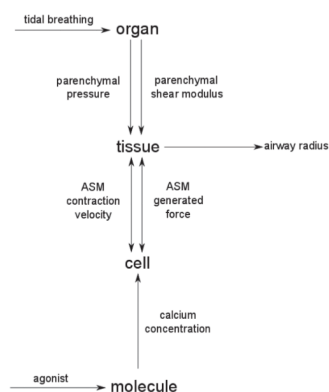 tidal breathing
organ
parenchymal
pressure
parenchymal
shear modulus
tissue
airway radius
ASM
contraction
velocity
ASM
generated
force
cell
calcium
concentration
agonist
molecule